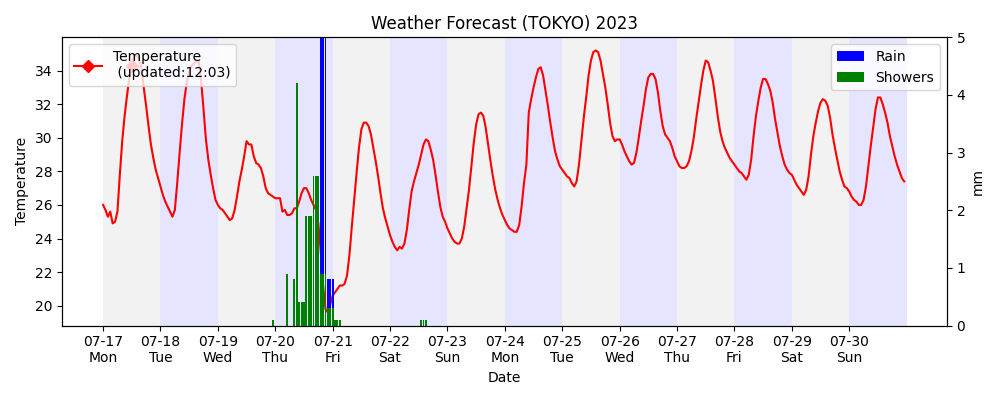 Weather Forecast (TOKYO) 2023
Temperature
(updated:12:03)
Rain
Showers
Temperature
34
32
30
28
26
24
22
20
5
4
3
2
1
0
mm
07-17 07-18 07-19 07-20 07-21 07-22 07-23 07-24 07-25 07-26 07-27 07-28 07-29 07-30
Mon Tue Wed Thu Fri Sat Sun Mon Tue Wed Thu Fri Sat Sun
Date